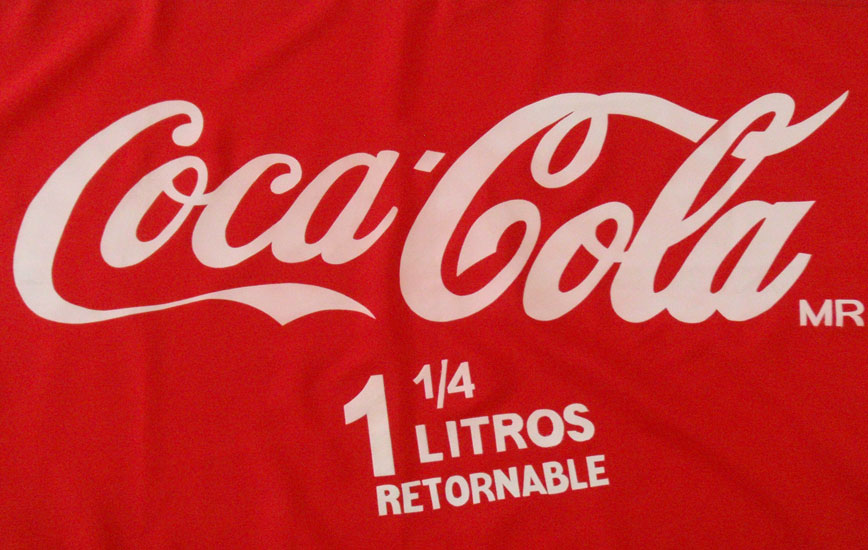 Coca-Cola
MR
1 1/4
LITROS
RETORNABLE